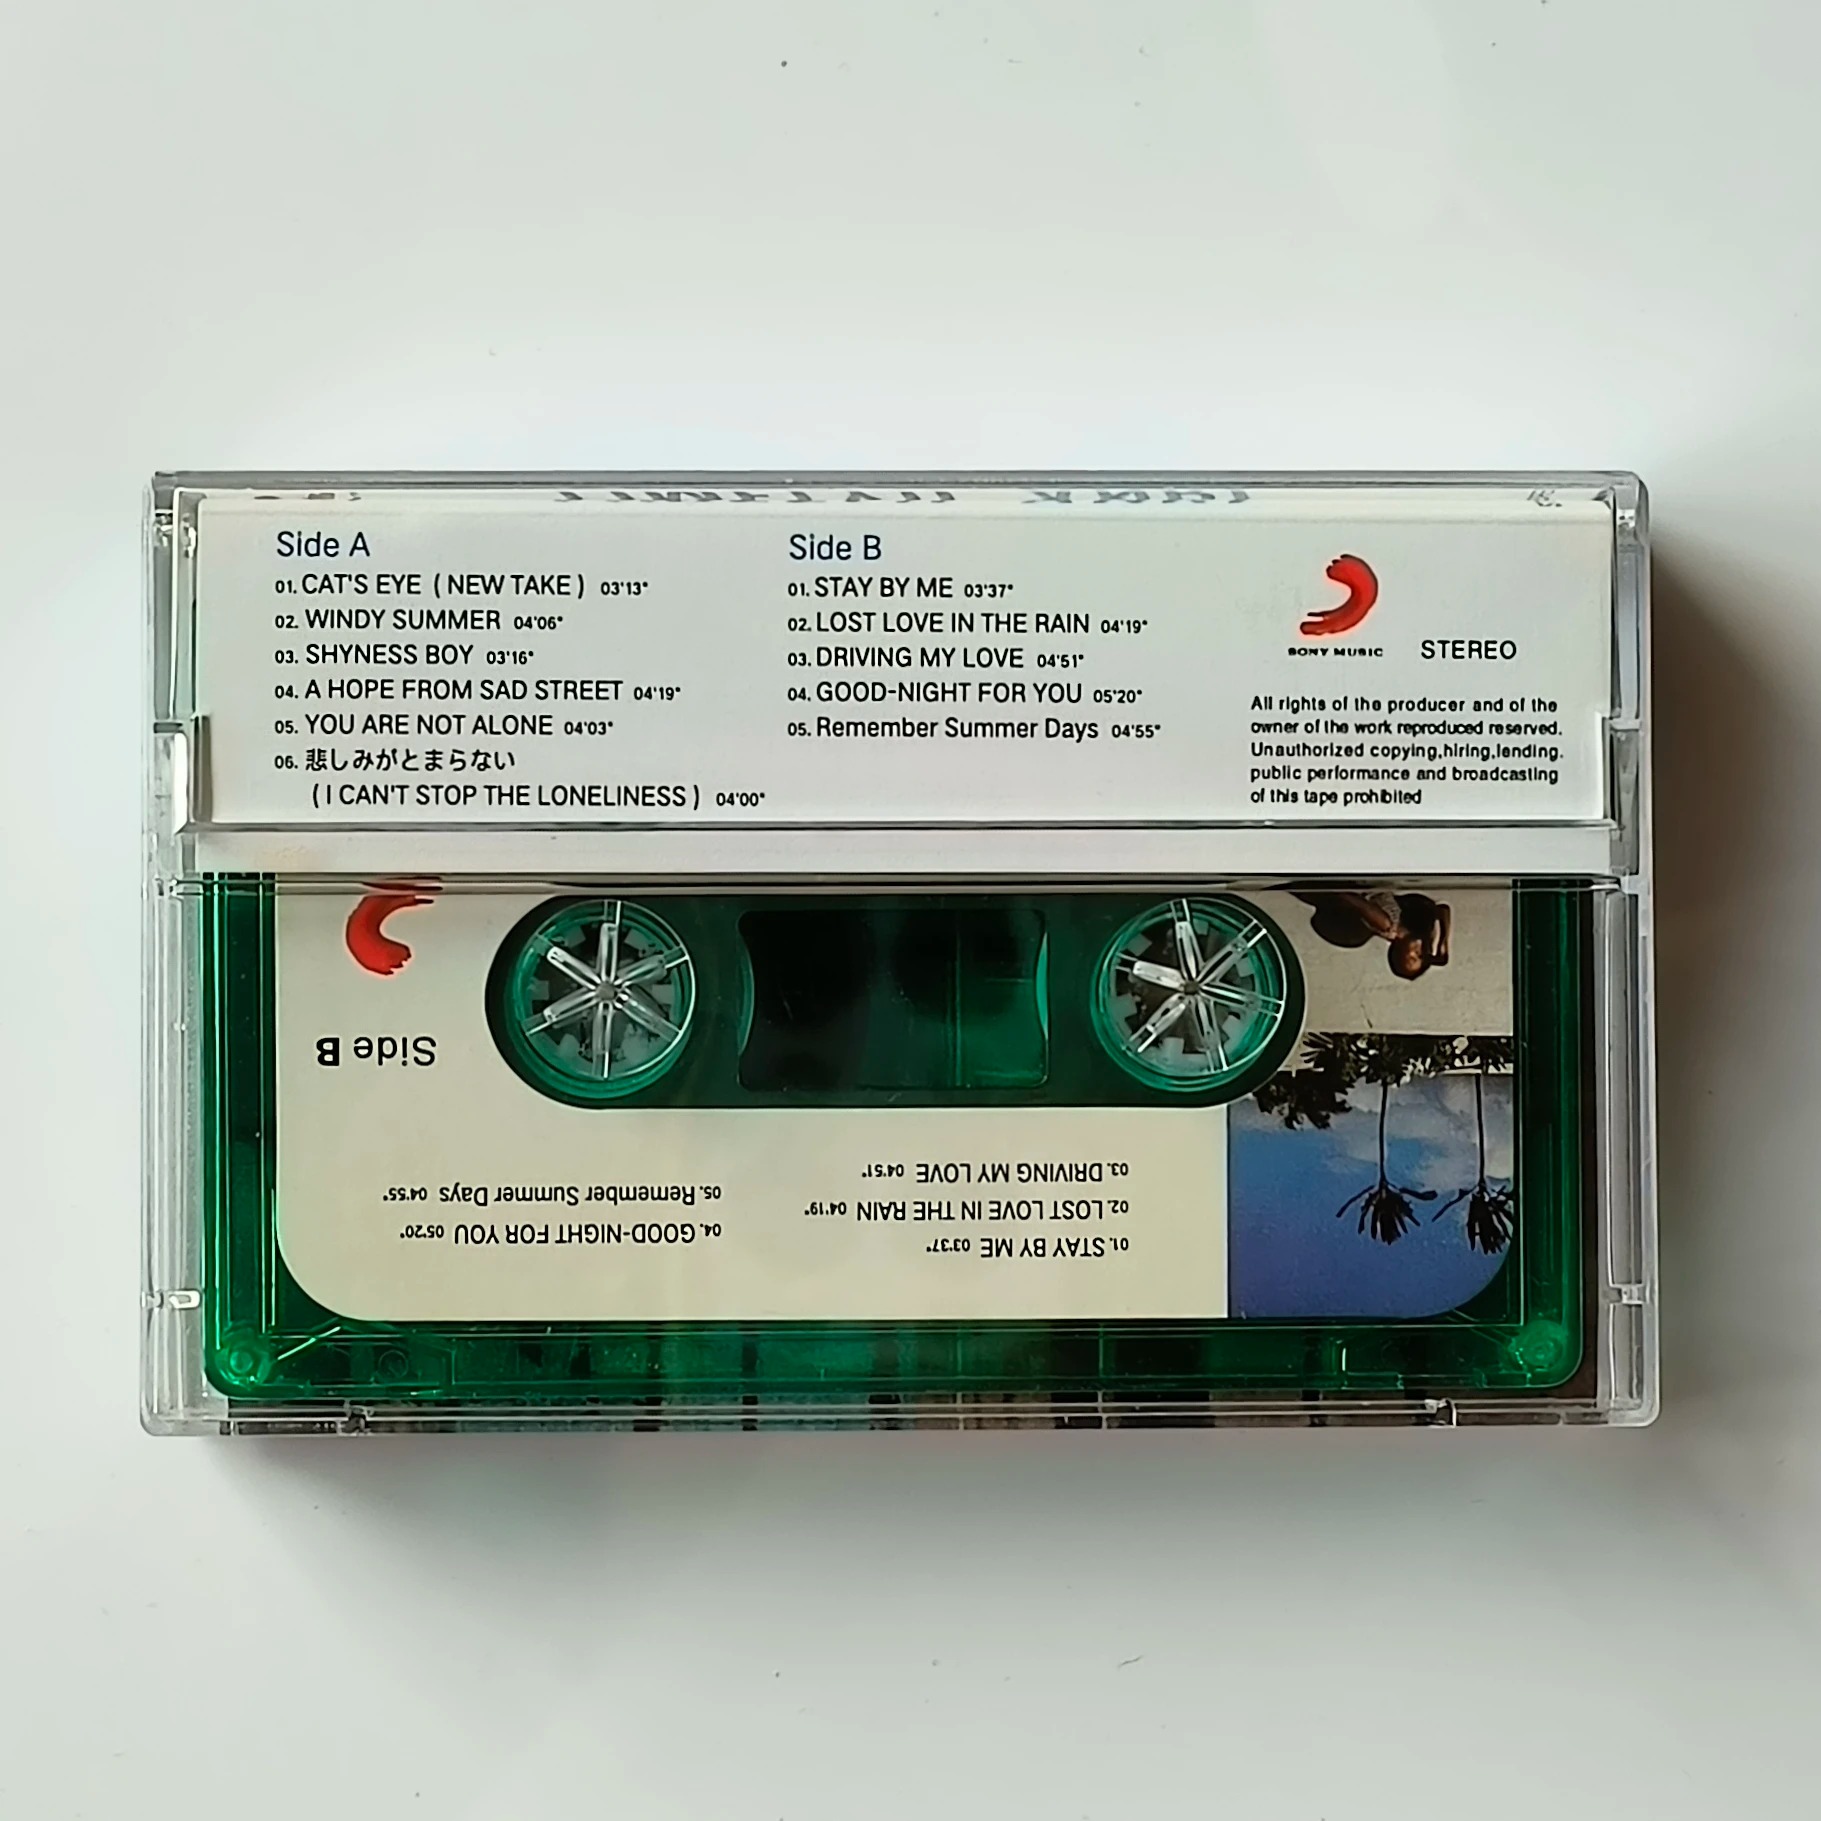 Side A
01. CAT'S EYE ( NEW TAKE ) 03'13"
02. WINDY SUMMER 04'06"
03. SHYNESS BOY 03'16"
04. A HOPE FROM SAD STREET 04'19"
05. YOU ARE NOT ALONE 04'03"
06. 悲しみがとまらない
( I CAN'T STOP THE LONELINESS ) 04'00"
Side B
01. STAY BY ME 03'37"
02. LOST LOVE IN THE RAIN 04'19"
03. DRIVING MY LOVE 04'51"
04. GOOD-NIGHT FOR YOU 05'20"
05. Remember Summer Days 04'55"
SONY MUSIC
STEREO
All rights of the producer and of the
owner of the work reproduced reserved.
Unauthorized copying,hiring,lending.
public performance and broadcasting
of this tape prohibited
Side B
01. STAY BY ME 03'37"
02. LOST LOVE IN THE RAIN 04'19"
03. DRIVING MY LOVE 04'51"
04. GOOD-NIGHT FOR YOU 05'20"
05. Remember Summer Days 04'55"